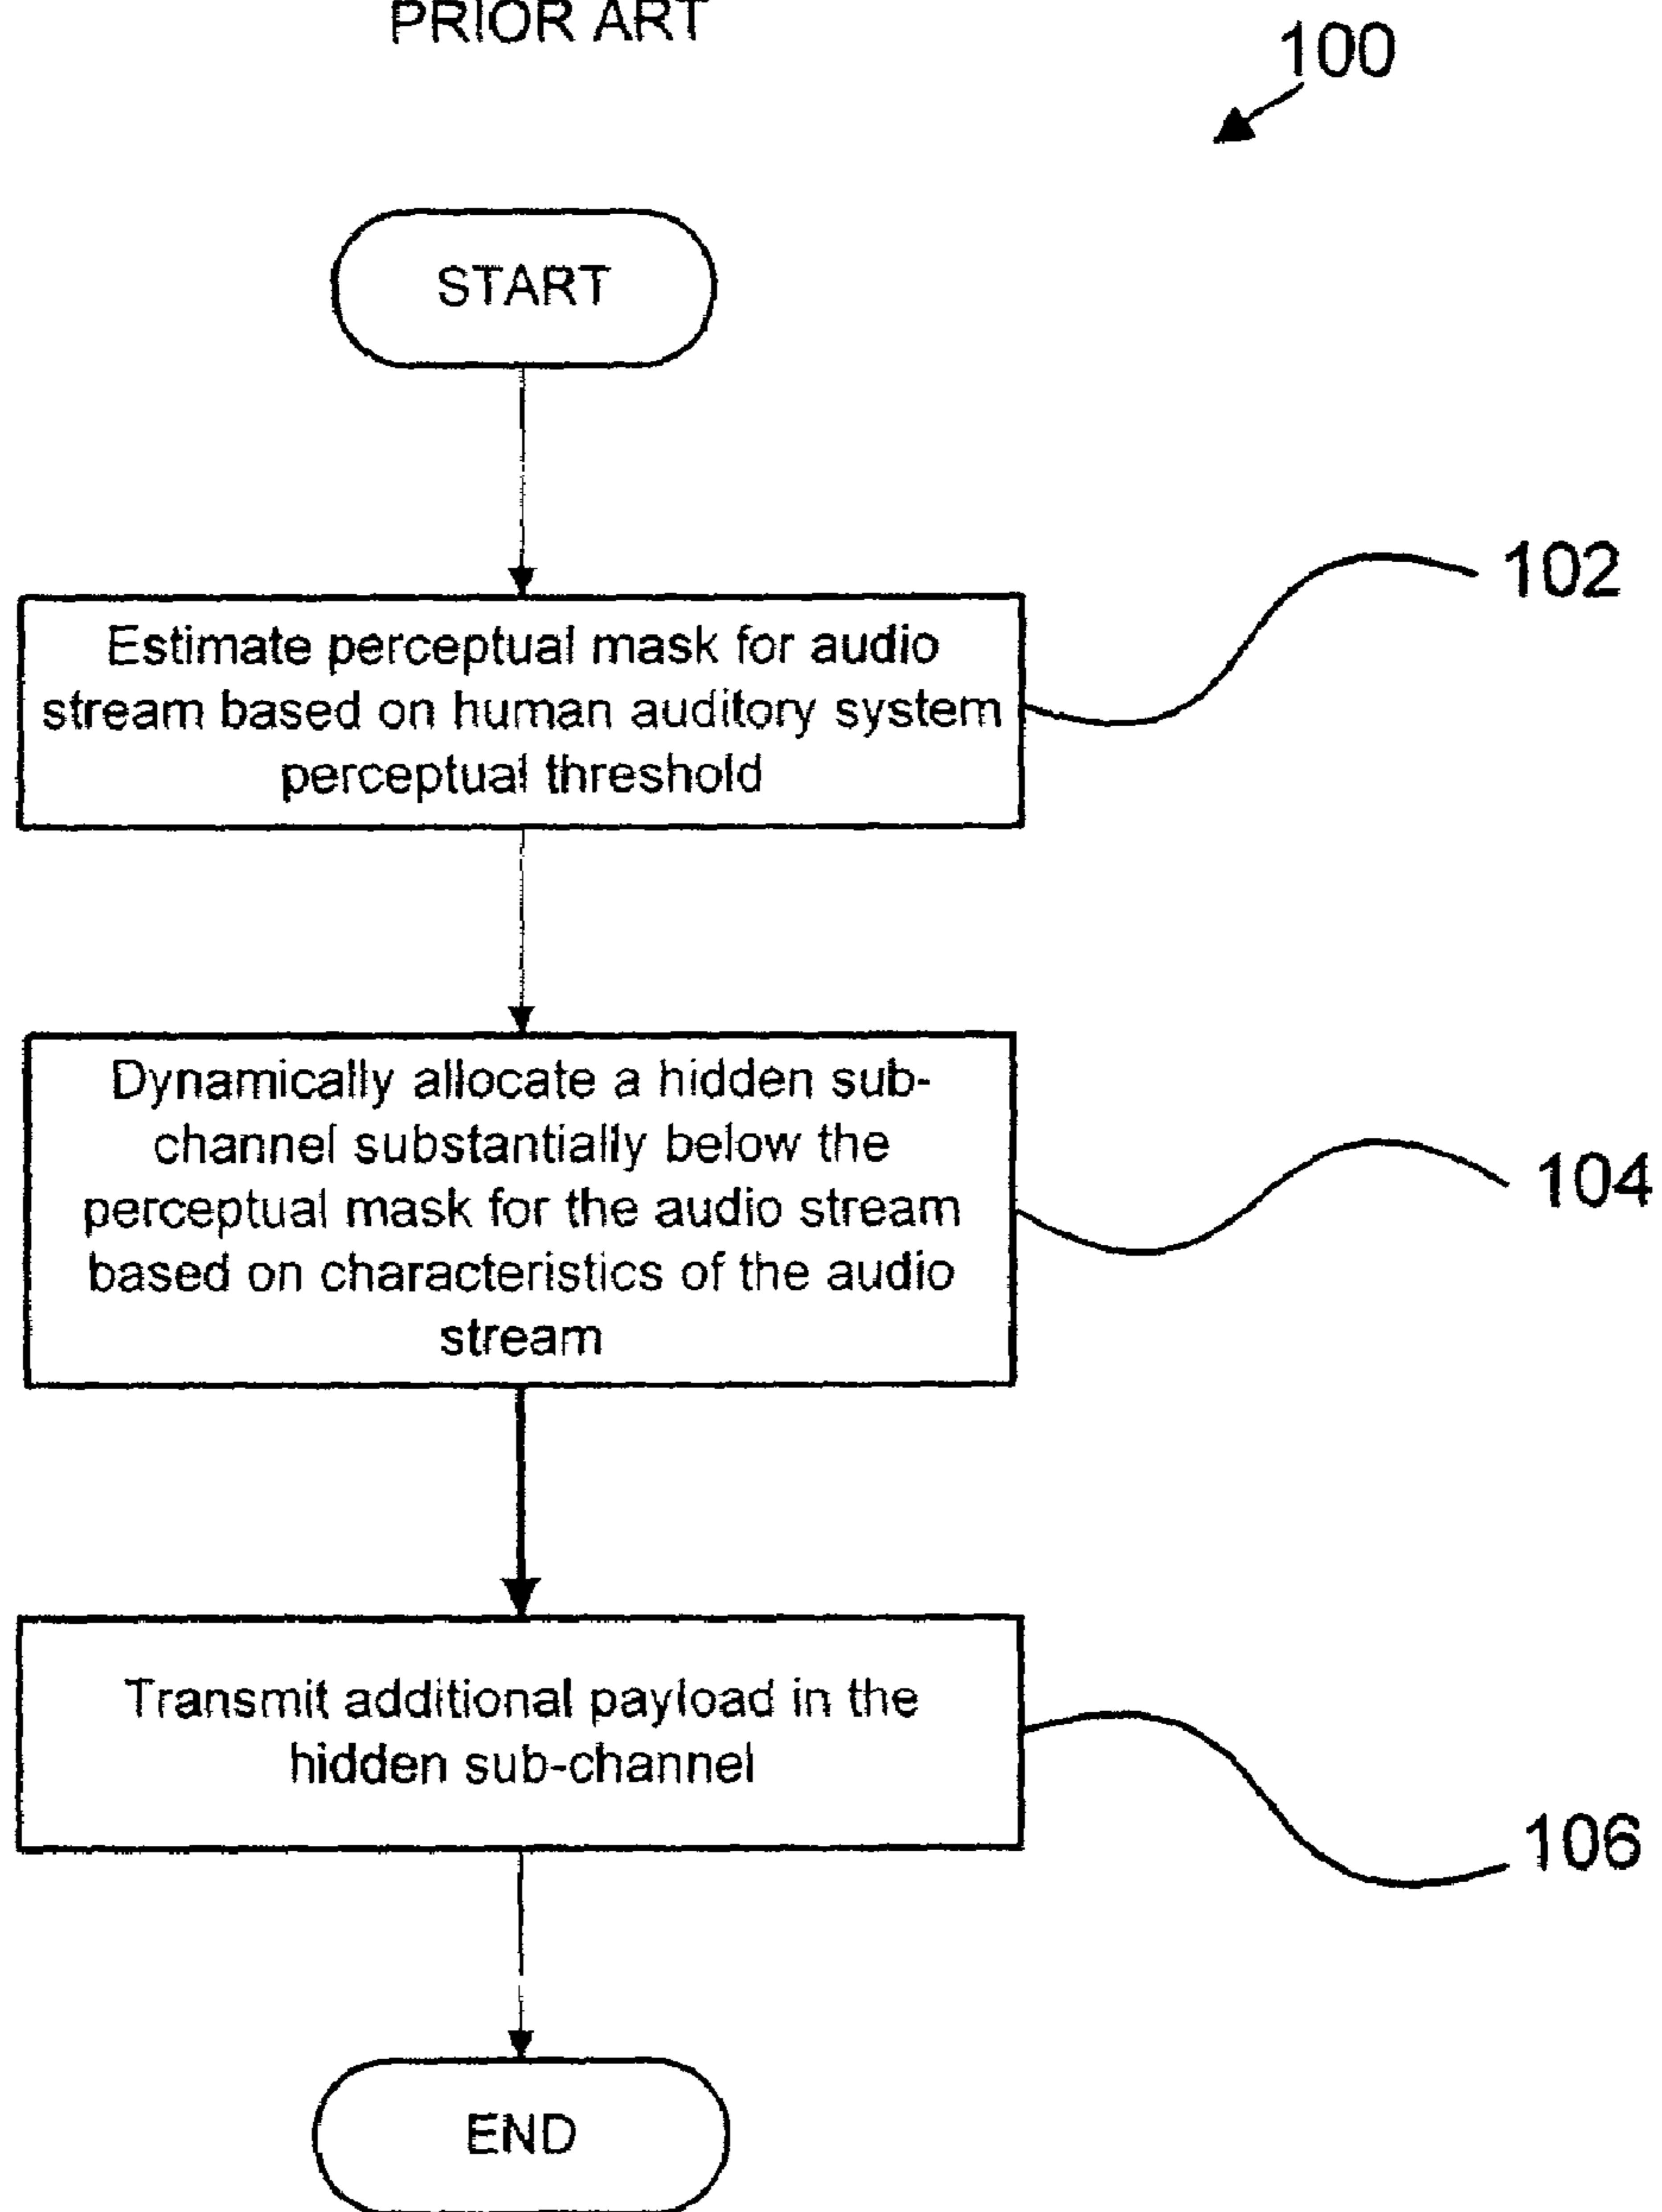 PRIOR ART
100
START
102
Estimate perceptual mask for audio
stream based on human auditory system
perceptual threshold
Dynamically allocate a hidden sub-
channel substantially below the
perceptual mask for the audio stream
based on characteristics of the audio
stream
104
Transmit additional payload in the
hidden sub-channel
106
END